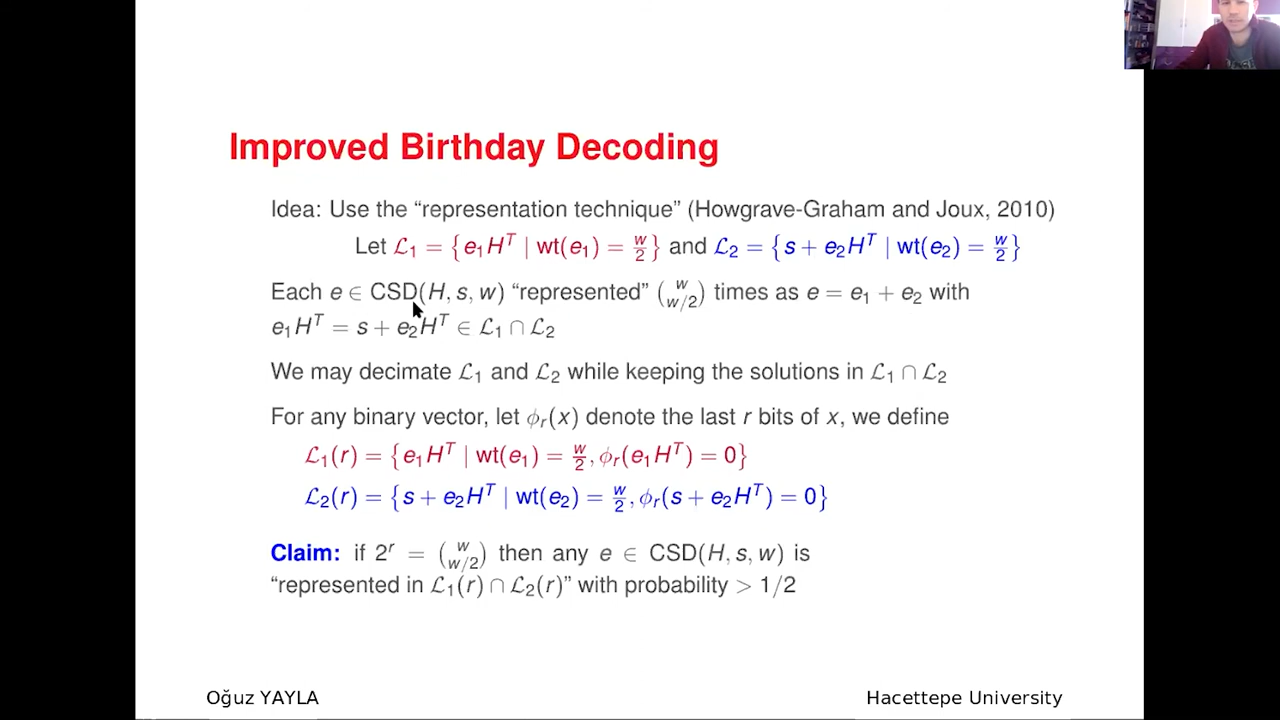 Improved Birthday Decoding
Idea: Use the “representation technique” (Howgrave-Graham and Joux, 2010)
Let ℒ₁ = {e₁Hᵀ | wt(e₁) = w/2} and ℒ₂ = {s + e₂Hᵀ | wt(e₂) = w/2}
Each e ∈ CSD(H, s, w) “represented” (w w/2) times as e = e₁ + e₂ with
e₁Hᵀ = s + e₂Hᵀ ∈ ℒ₁ ∩ ℒ₂
We may decimate ℒ₁ and ℒ₂ while keeping the solutions in ℒ₁ ∩ ℒ₂
For any binary vector, let ϕᵣ(x) denote the last r bits of x, we define
ℒ₁(r) = {e₁Hᵀ | wt(e₁) = w/2, ϕᵣ(e₁Hᵀ) = 0}
ℒ₂(r) = {s + e₂Hᵀ | wt(e₂) = w/2, ϕᵣ(s + e₂Hᵀ) = 0}
Claim: if 2ʳ = (w w/2) then any e ∈ CSD(H, s, w) is
“represented in ℒ₁(r) ∩ ℒ₂(r)” with probability > 1/2
Oğuz YAYLA
Hacettepe University